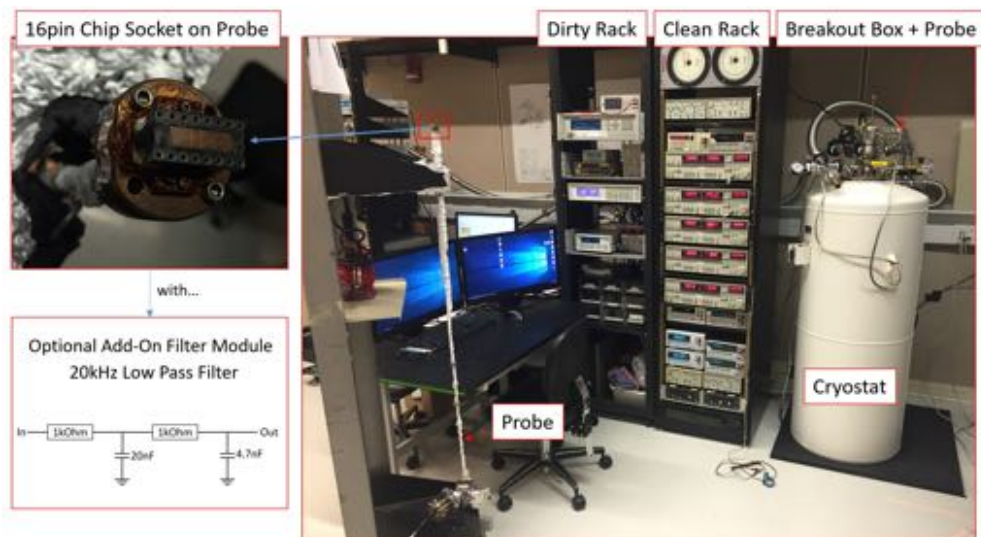 16pin Chip Socket on Probe
Dirty Rack
Clean Rack
Breakout Box + Probe
with...
Optional Add-On Filter Module
20kHz Low Pass Filter
In
1kOhm
1kOhm
Out
20nF
4.7nF
Probe
Cryostat